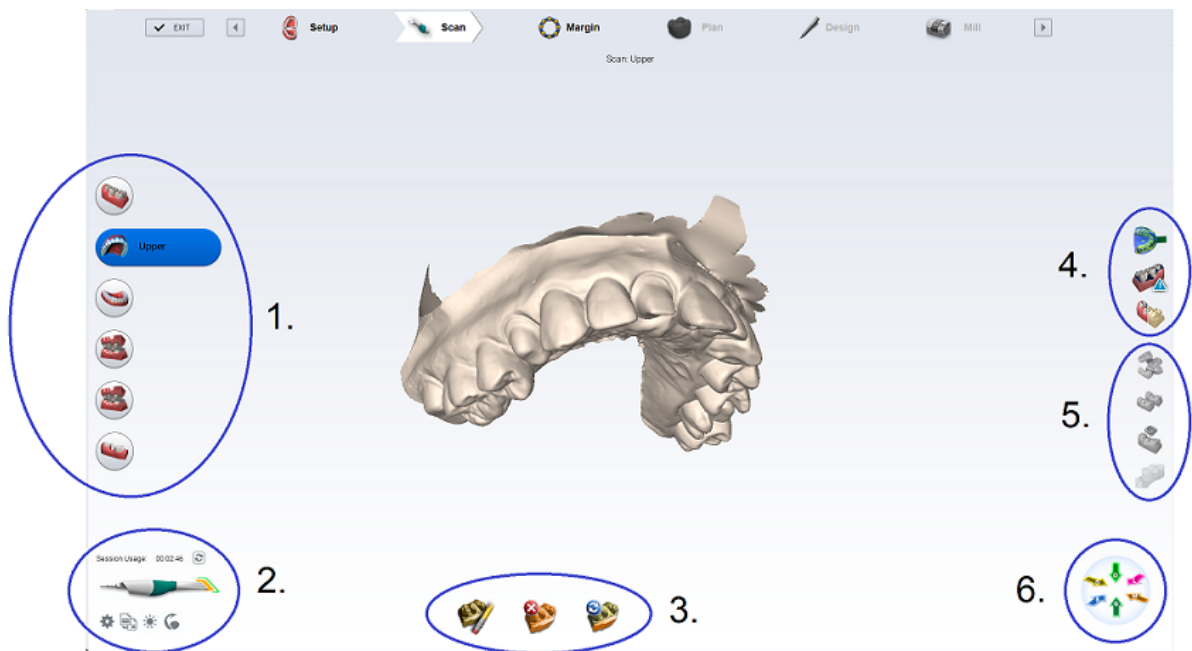 EXIT
Setup
Scan
Margin
Plan
Design
Mill
Scan: Upper
Upper
1.
4.
5.
Session Usage: 00:02:46
2.
3.
6.